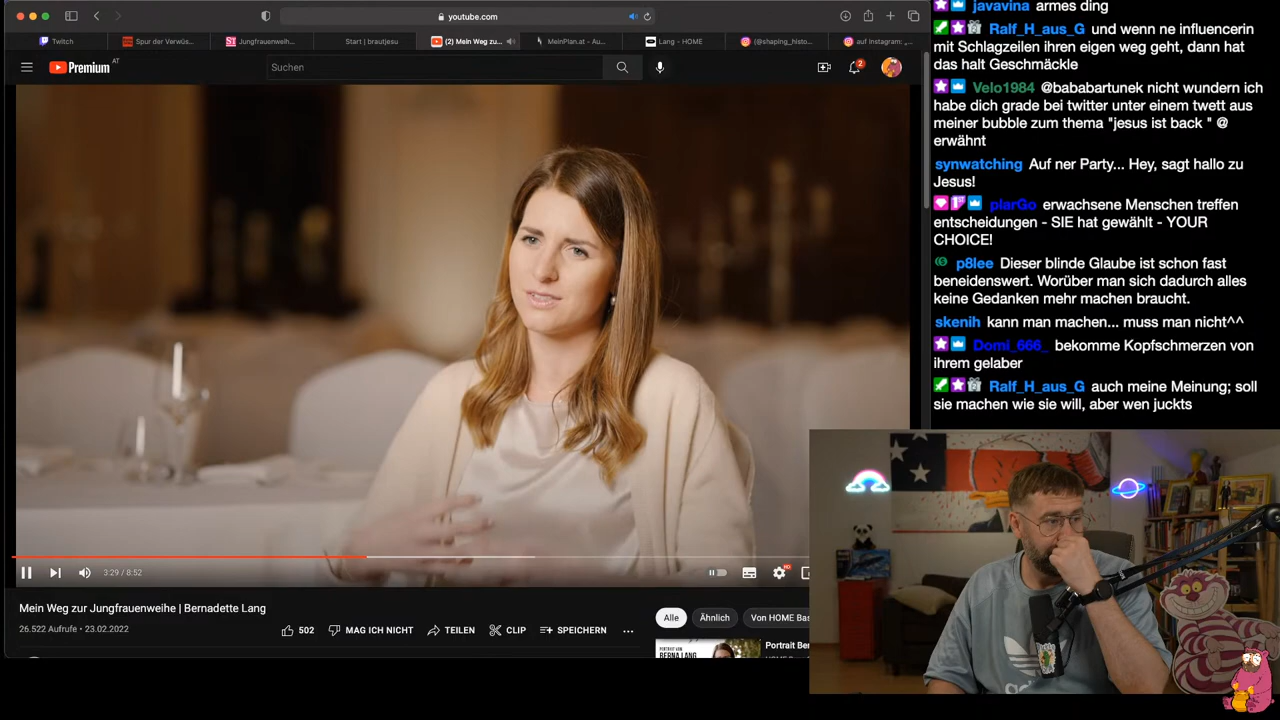 youtube.com
Twitch
Spur der Verwüs...
Jungfrauenweihe...
Start | brautjesu
(2) Mein Weg zu...
MeinPlan.at - Au...
Lang - HOME
(@shaping_histo...
auf Instagram: „...
Premium AT
Suchen
2
3:29 / 8:52
HD
Mein Weg zur Jungfrauenweihe | Bernadette Lang
26.522 Aufrufe • 23.02.2022
502
MAG ICH NICHT
TEILEN
CLIP
SPEICHERN
Alle
Ähnlich
Von HOME Bas
PORTRAIT VON
BERNA LANG
Portrait Ber
javavina armes ding
Ralf_H_aus_G und wenn ne influencerin
mit Schlagzeilen ihren eigen weg geht, dann hat
das halt Geschmäckle
Velo1984 @bababartunek nicht wundern ich
habe dich grade bei twitter unter einem twett aus
meiner bubble zum thema "jesus ist back " @
erwähnt
synwatching Auf ner Party... Hey, sagt hallo zu
Jesus!
plarGo erwachsene Menschen treffen
entscheidungen - SIE hat gewählt - YOUR
CHOICE!
p8lee Dieser blinde Glaube ist schon fast
beneidenswert. Worüber man sich dadurch alles
keine Gedanken mehr machen braucht.
skenih kann man machen... muss man nicht^^
Domi_666_ bekomme Kopfschmerzen von
ihrem gelaber
Ralf_H_aus_G auch meine Meinung; soll
sie machen wie sie will, aber wen juckts